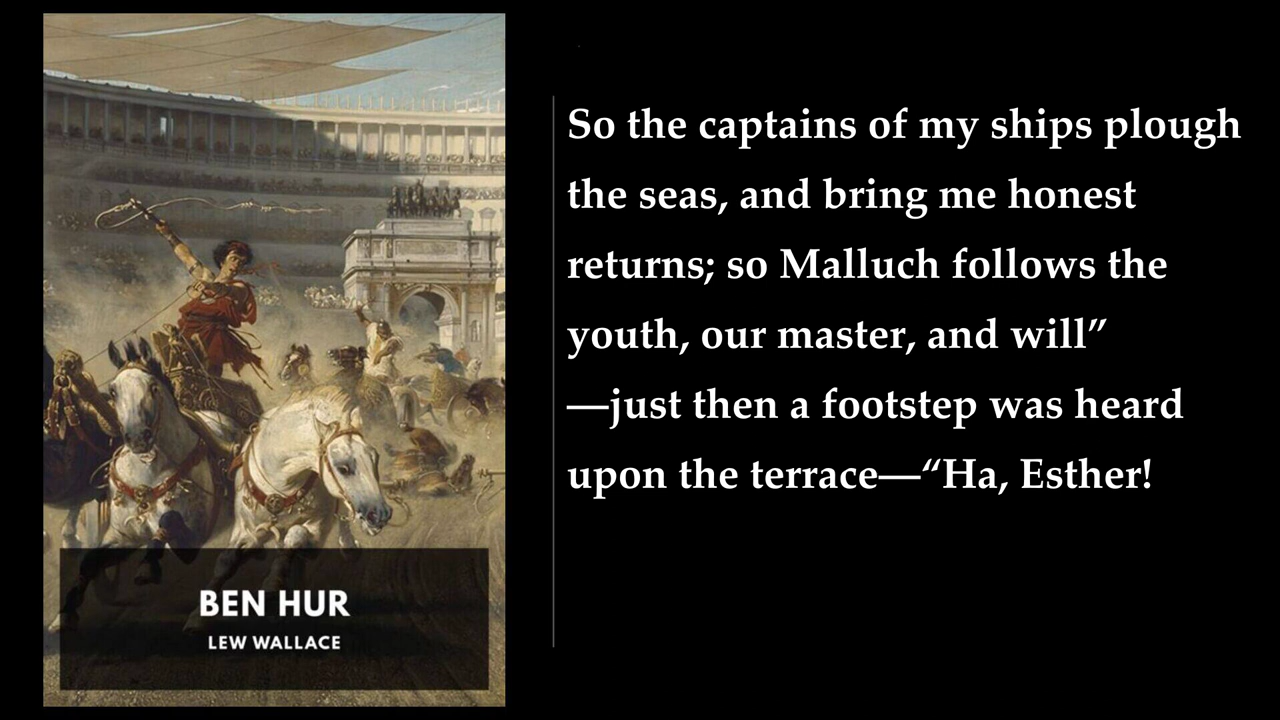 BEN HUR
LEW WALLACE
So the captains of my ships plough
the seas, and bring me honest
returns; so Malluch follows the
youth, our master, and will”
—just then a footstep was heard
upon the terrace—“Ha, Esther!